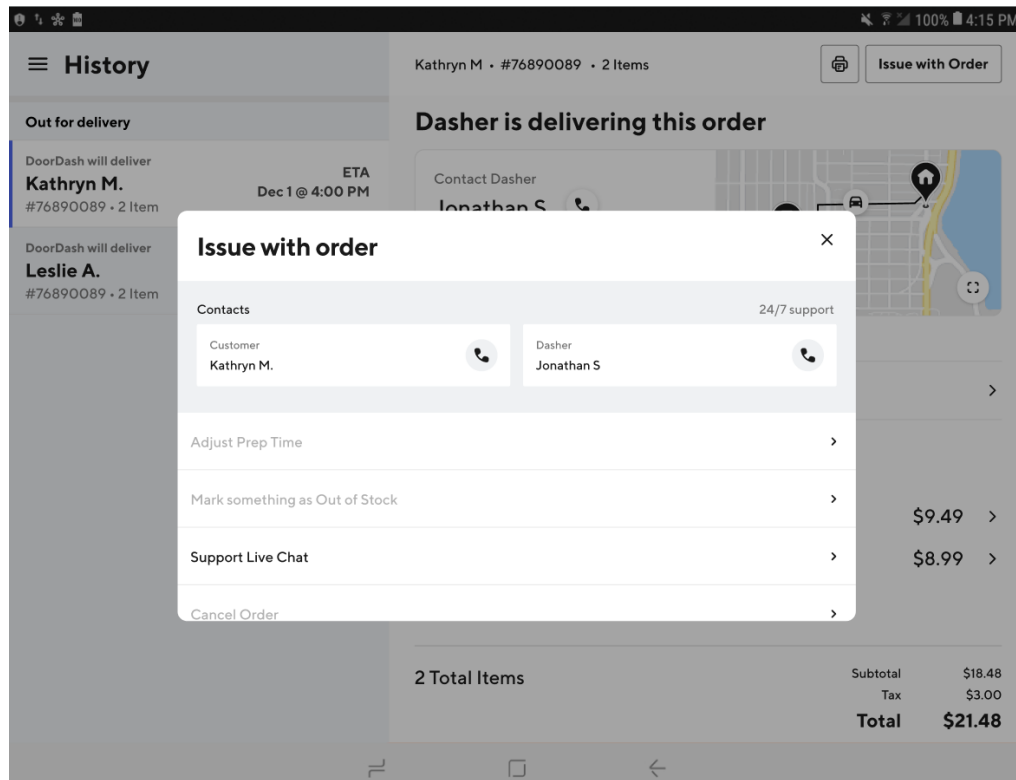 100% 4:15 PM
History
Kathryn M • #76890089 • 2 Items
Issue with Order
Out for delivery
Dasher is delivering this order
DoorDash will deliver
Kathryn M.
#76890089 • 2 Item
ETA
Dec 1 @ 4:00 PM
Contact Dasher
Jonathan S
DoorDash will deliver
Leslie A.
#76890089 • 2 Item
Issue with order
Contacts
24/7 support
Customer
Kathryn M.
Dasher
Jonathan S
Adjust Prep Time
Mark something as Out of Stock
Support Live Chat
Cancel Order
$9.49
$8.99
2 Total Items
Subtotal $18.48
Tax $3.00
Total $21.48